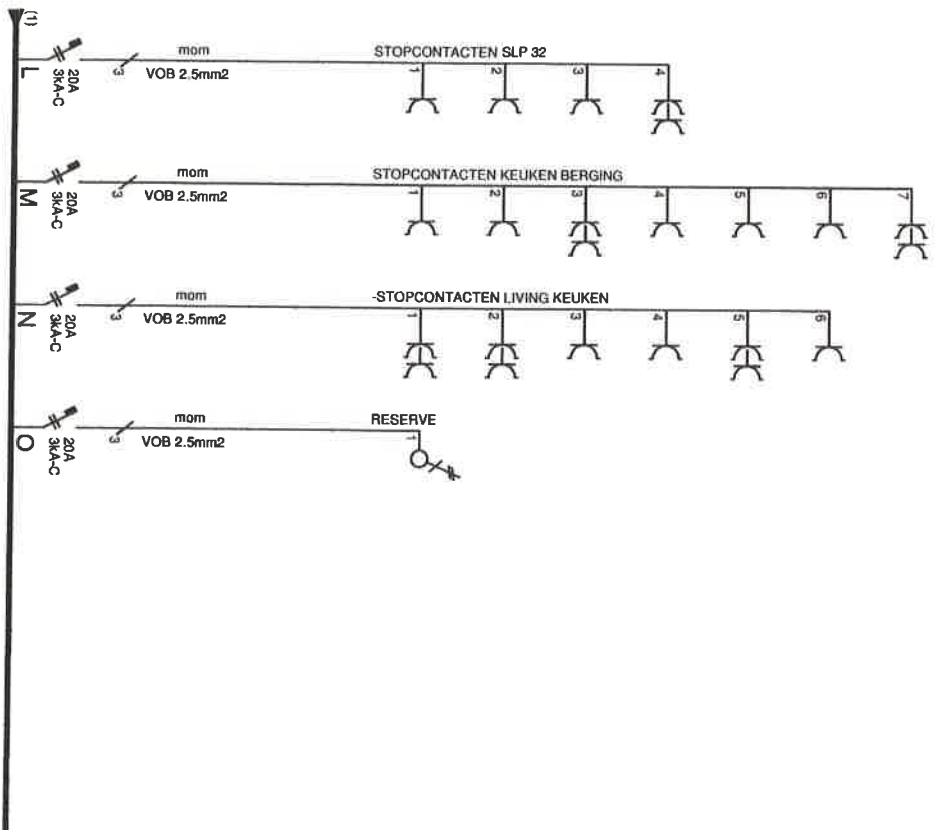 (1)
L
20A
3kA-C
3
mom
VOB 2.5mm2
STOPCONTACTEN SLP 32
1
2
3
4
M
20A
3kA-C
3
mom
VOB 2.5mm2
STOPCONTACTEN KEUKEN BERGING
1
2
3
4
5
6
7
N
20A
3kA-C
3
mom
VOB 2.5mm2
-STOPCONTACTEN LIVING KEUKEN
1
2
3
4
5
6
O
20A
3kA-C
3
mom
VOB 2.5mm2
RESERVE
1